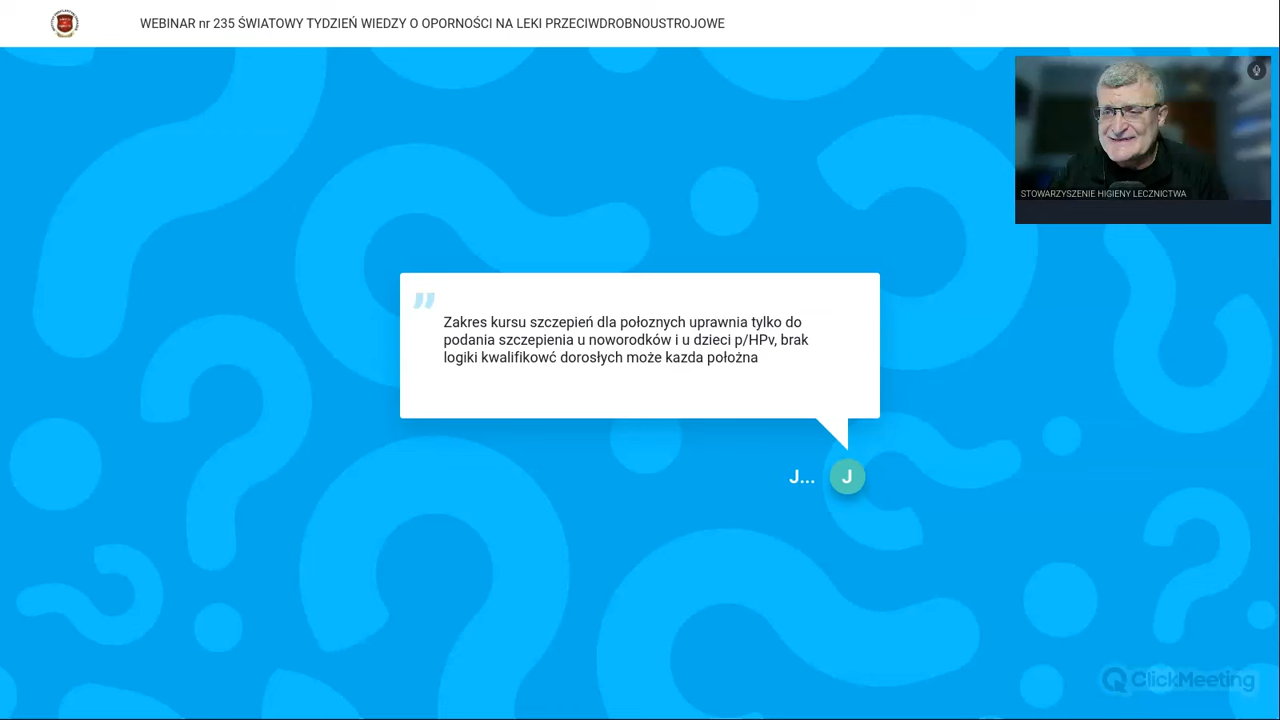 WEBINAR nr 235 ŚWIATOWY TYDZIEŃ WIEDZY O OPORNOŚCI NA LEKI PRZECIWDROBNOUSTROJOWE
STOWARZYSZENIE HIGIENY LECZNICTWA
Zakres kursu szczepień dla położnych uprawnia tylko do
podania szczepienia u noworodków i u dzieci p/HPv, brak
logiki kwalifikowć dorosłych może kazda położna
J...
J
ClickMeeting